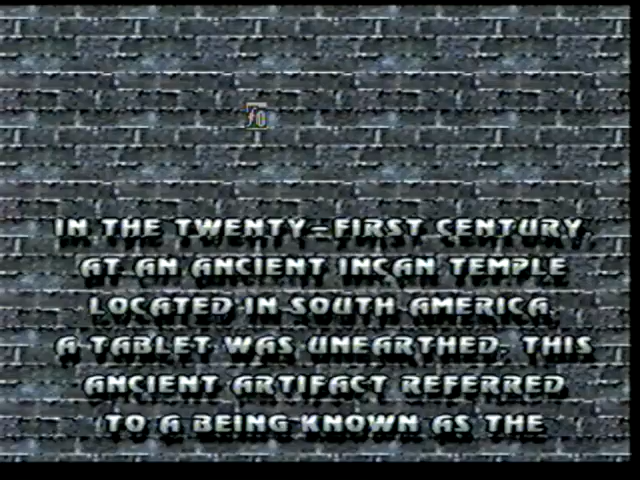 IN THE TWENTY-FIRST CENTURY,
AT AN ANCIENT INCAN TEMPLE
LOCATED IN SOUTH AMERICA,
A TABLET WAS UNEARTHED. THIS
ANCIENT ARTIFACT REFERRED
TO A BEING KNOWN AS THE